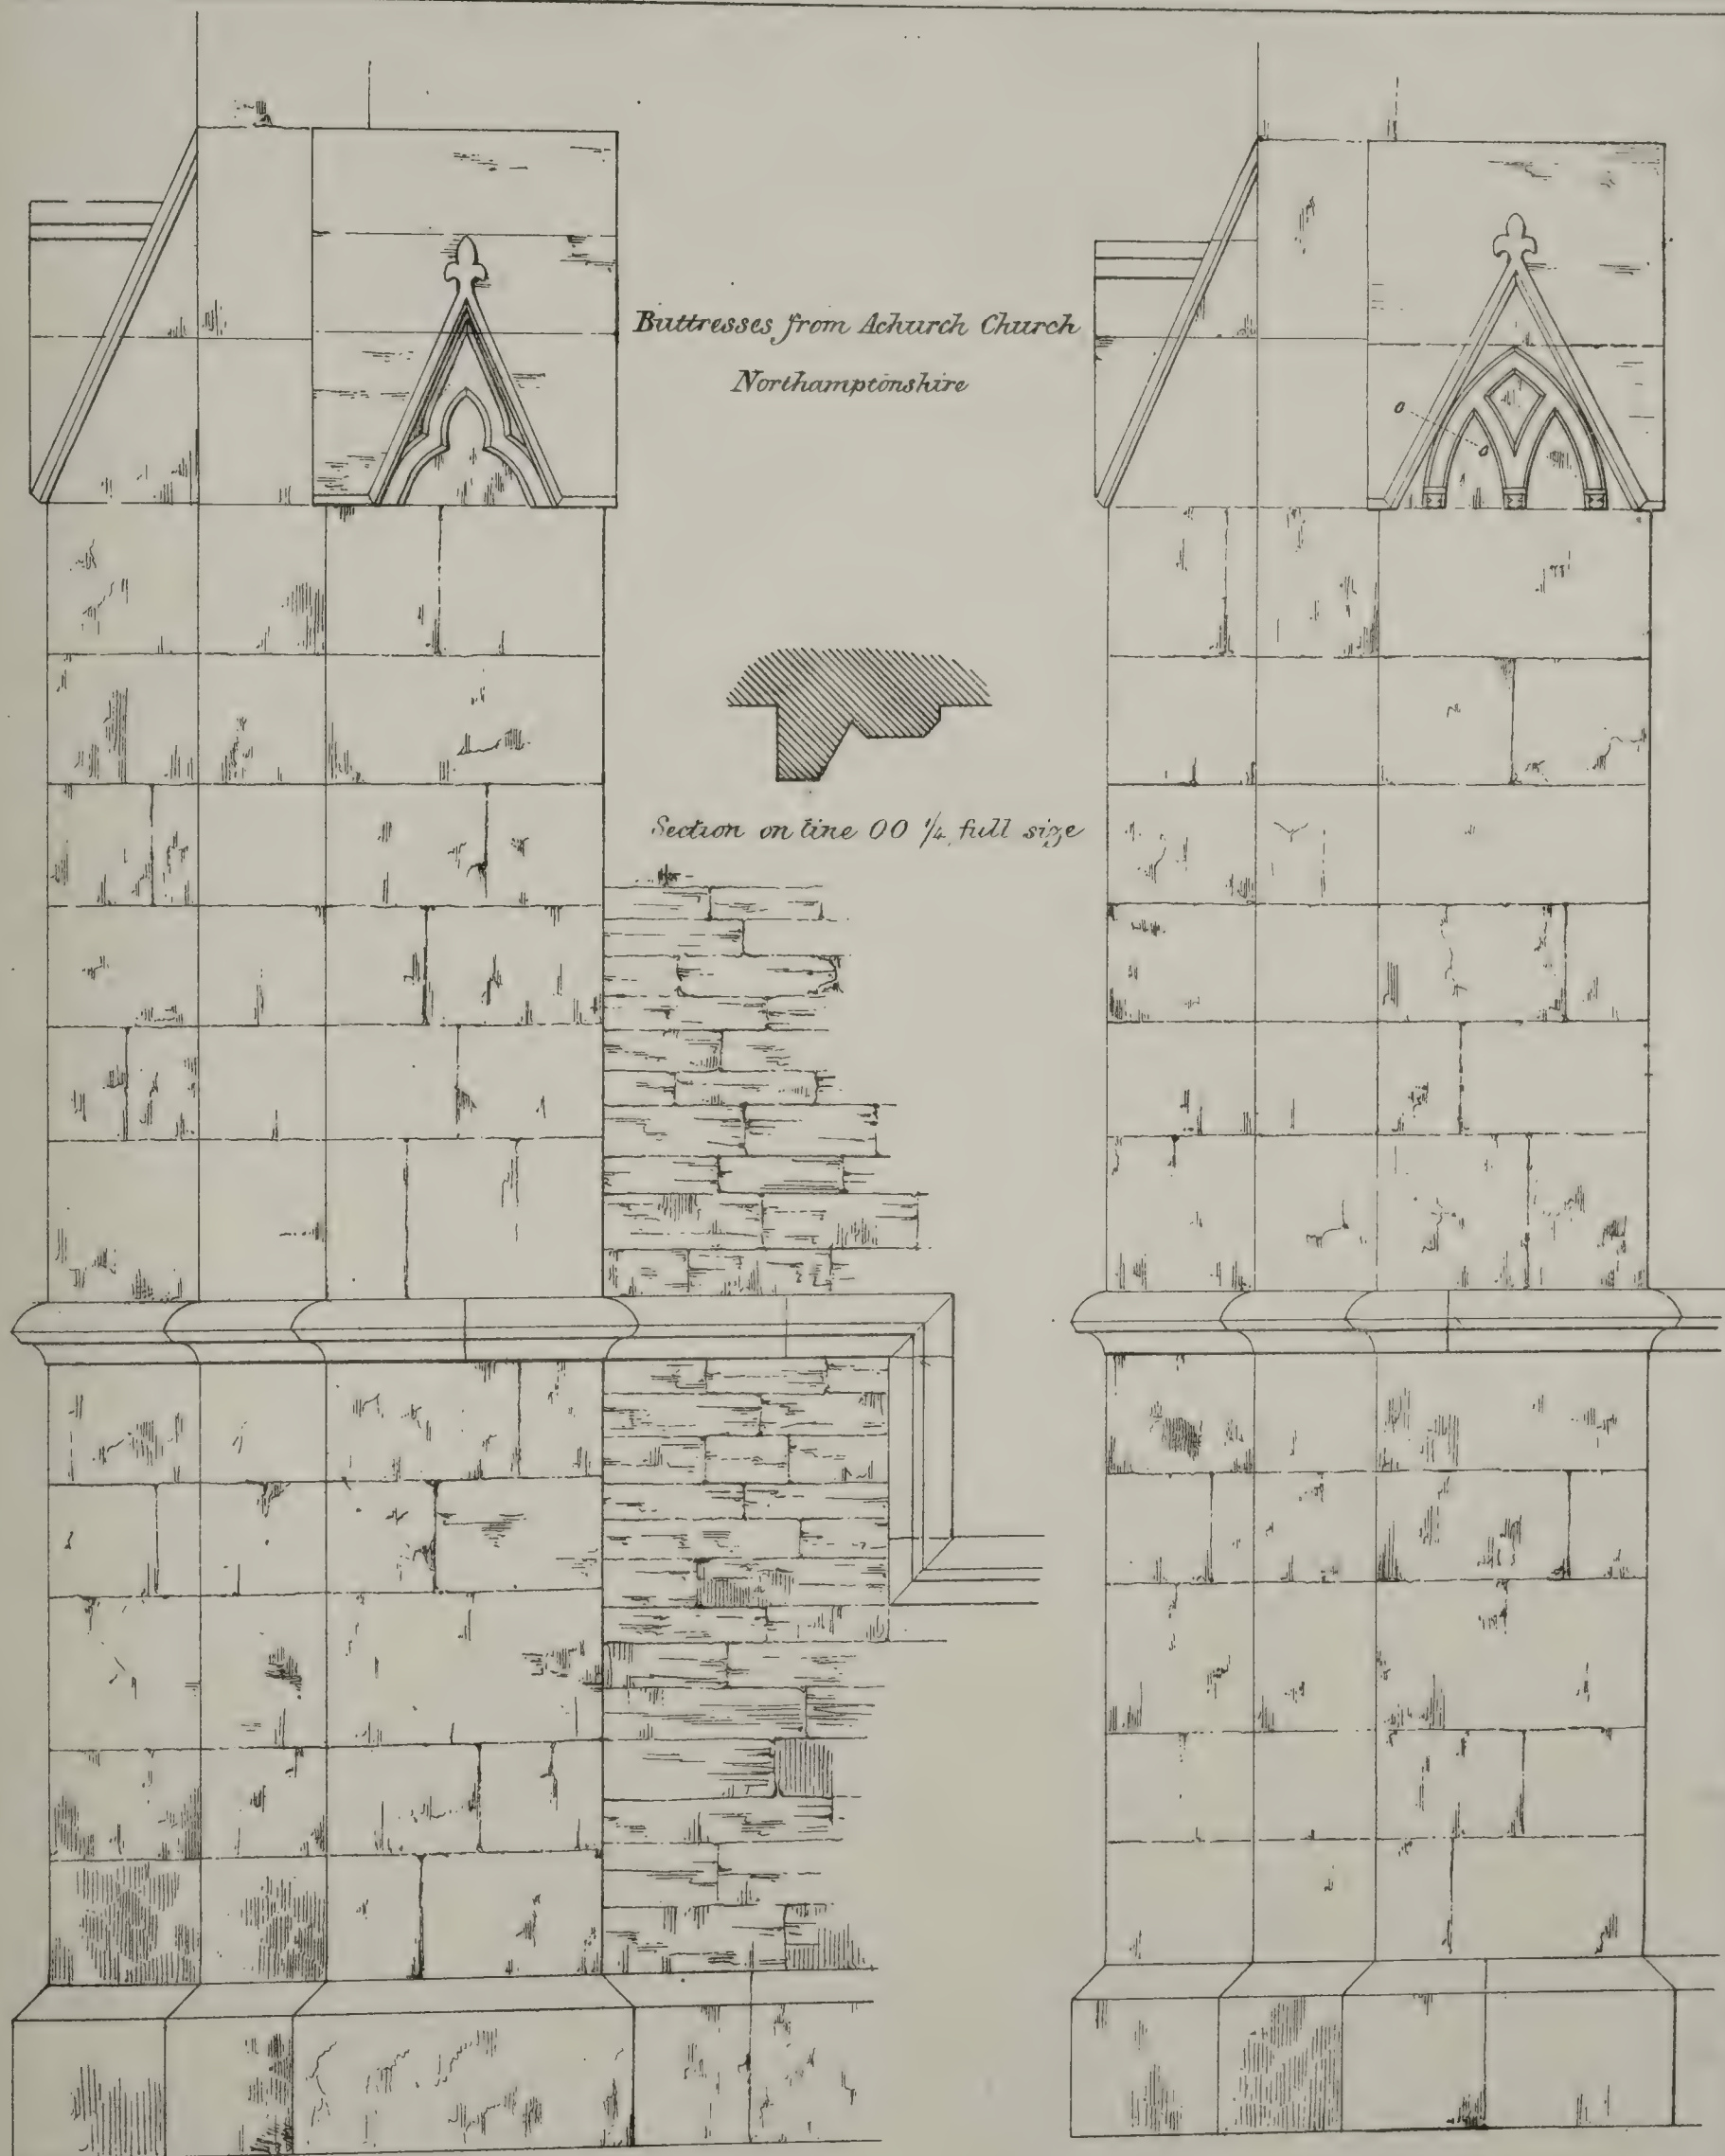 Buttresses from Achurch Church
Northamptonshire
O
O
Section on line OO 1/4 full size